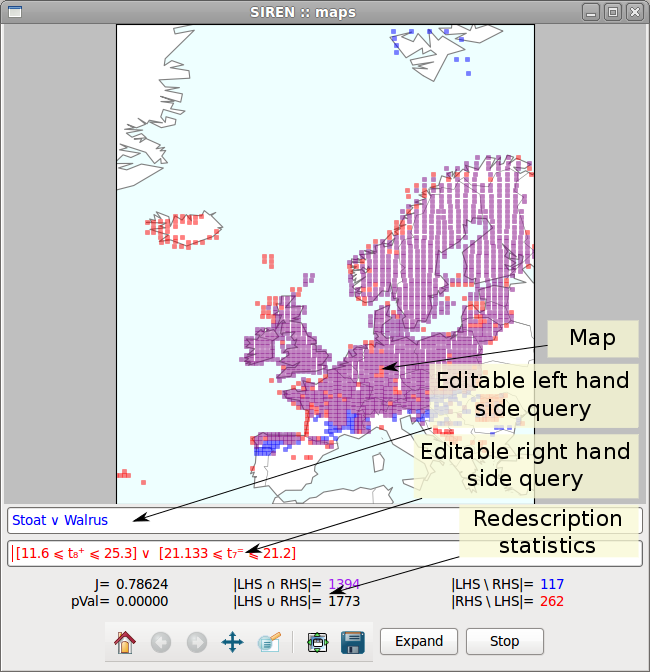 SIREN :: maps
Map
Editable left hand
side query
Editable right hand
side query
Redescription
statistics
Stoat ∨ Walrus
[11.6 ⩽ t₈⁺ ⩽ 25.3] ∨ [21.133 ⩽ t₇⁼ ⩽ 21.2]
J= 0.78624 |LHS ∩ RHS|= 1394 |LHS \ RHS|= 117
pVal= 0.00000 |LHS ∪ RHS|= 1773 |RHS \ LHS|= 262
Expand Stop